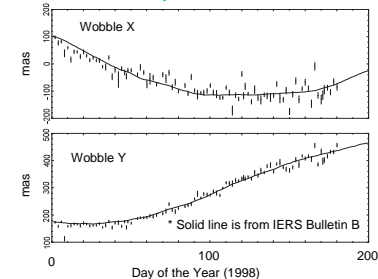 Wobble X
mas
200
100
0
-100
-200
Wobble Y
mas
500
400
300
200
100
* Solid line is from IERS Bulletin B
0 100 200
Day of the Year (1998)